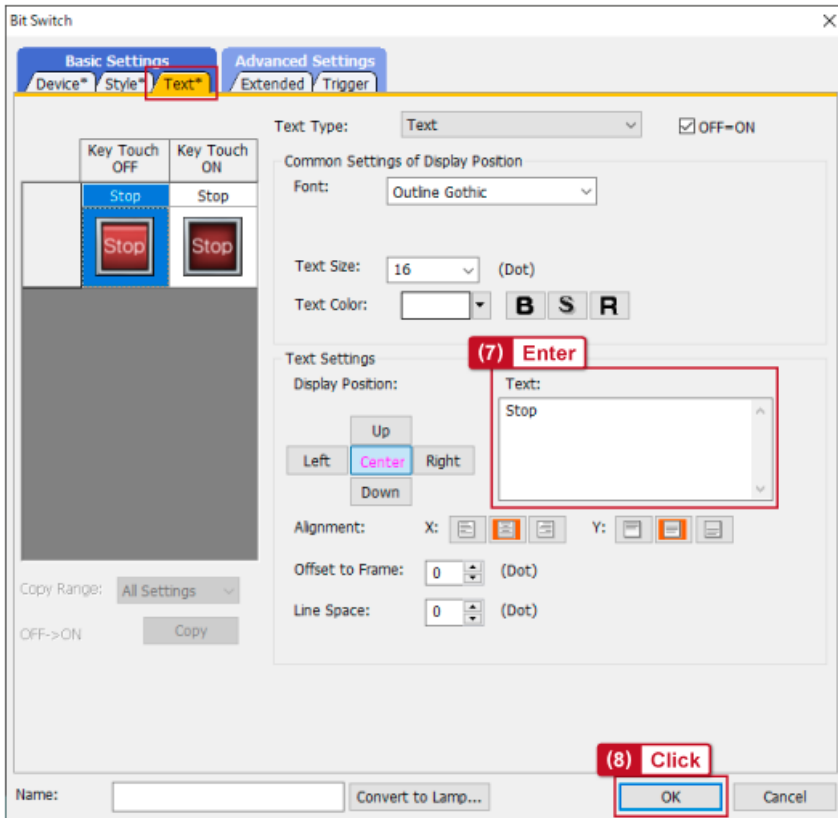 Bit Switch
Basic Settings
Advanced Settings
Device*
Style*
Text*
Extended
Trigger
Text Type:
Text
OFF=ON
Key Touch
OFF
Key Touch
ON
Stop
Stop
Stop
Stop
Common Settings of Display Position
Font:
Outline Gothic
Text Size:
16
(Dot)
Text Color:
B
S
R
(7) Enter
Text Settings
Display Position:
Text:
Stop
Up
Left
Center
Right
Down
Alignment:
X:
Y:
Offset to Frame:
0
(Dot)
Line Space:
0
(Dot)
Copy Range:
All Settings
OFF->ON
Copy
(8) Click
Name:
Convert to Lamp...
OK
Cancel